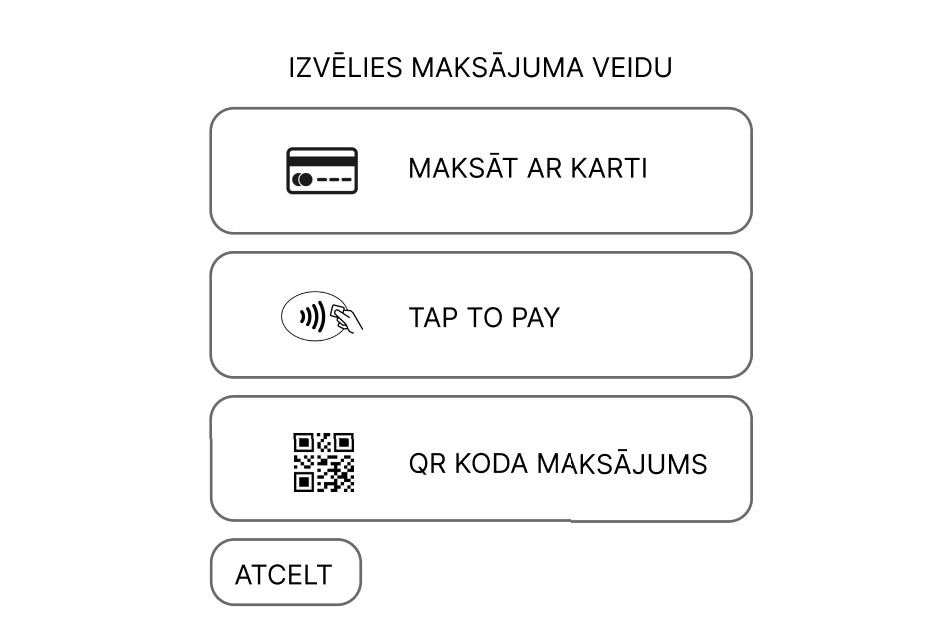 IZVĒLIES MAKSĀJUMA VEIDU
MAKSĀT AR KARTI
TAP TO PAY
QR KODA MAKSĀJUMS
ATCELT